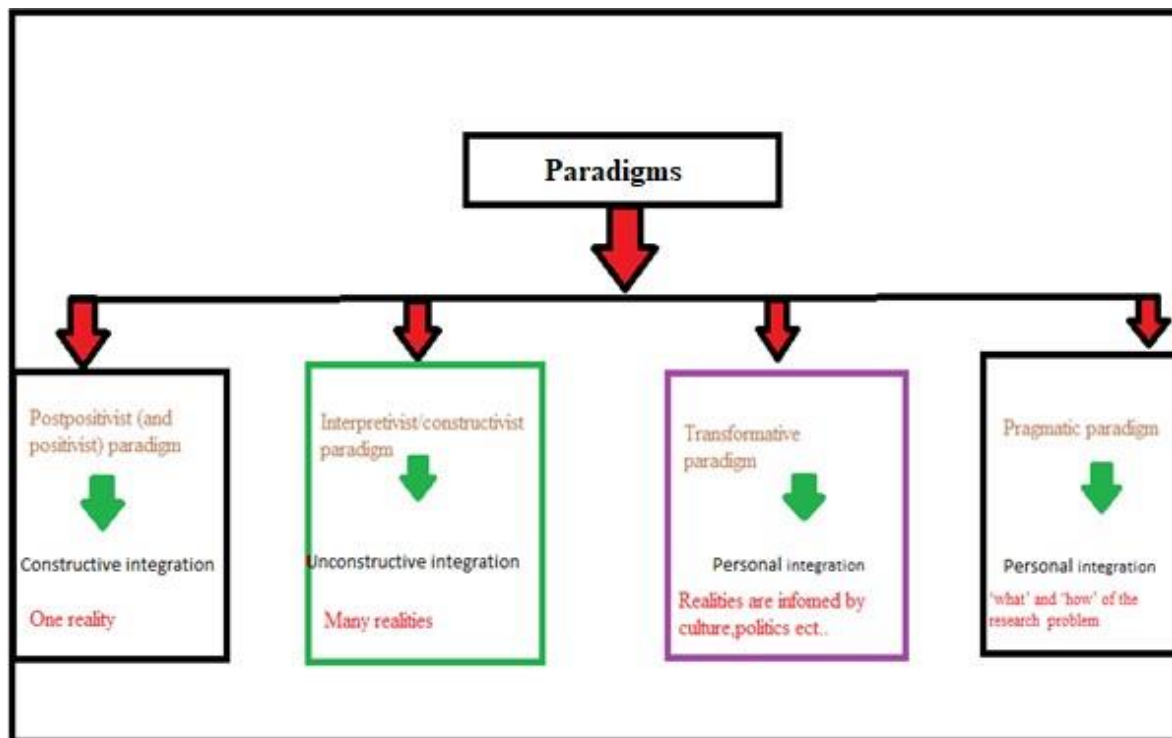 Paradigms
Postpositivist (and
positivist) paradigm
Constructive integration
One reality
Interpretivist/constructivist
paradigm
Unconstructive integration
Many realities
Transformative
paradigm
Personal integration
Realities are infomed by
culture,politics ect..
Pragmatic paradigm
Personal integration
'what' and 'how' of the
research problem